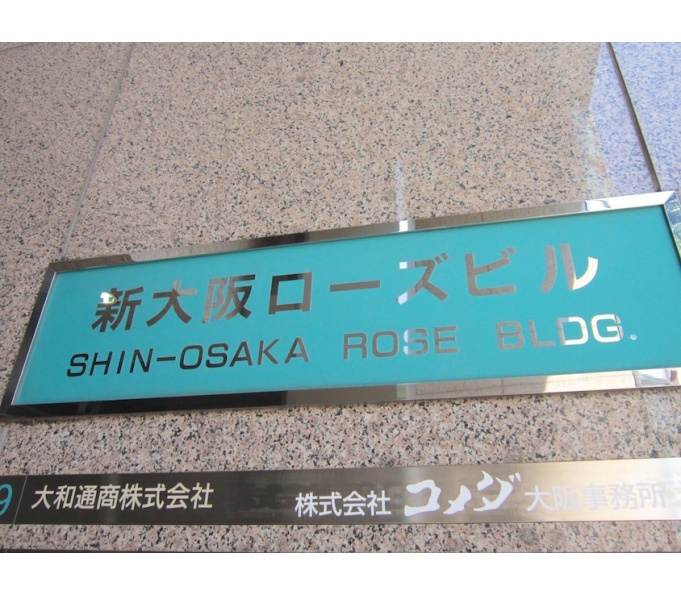 新大阪ローズビル
SHIN-OSAKA ROSE BLDG.
9 大和通商株式会社 株式会社 コメダ 大阪事務所